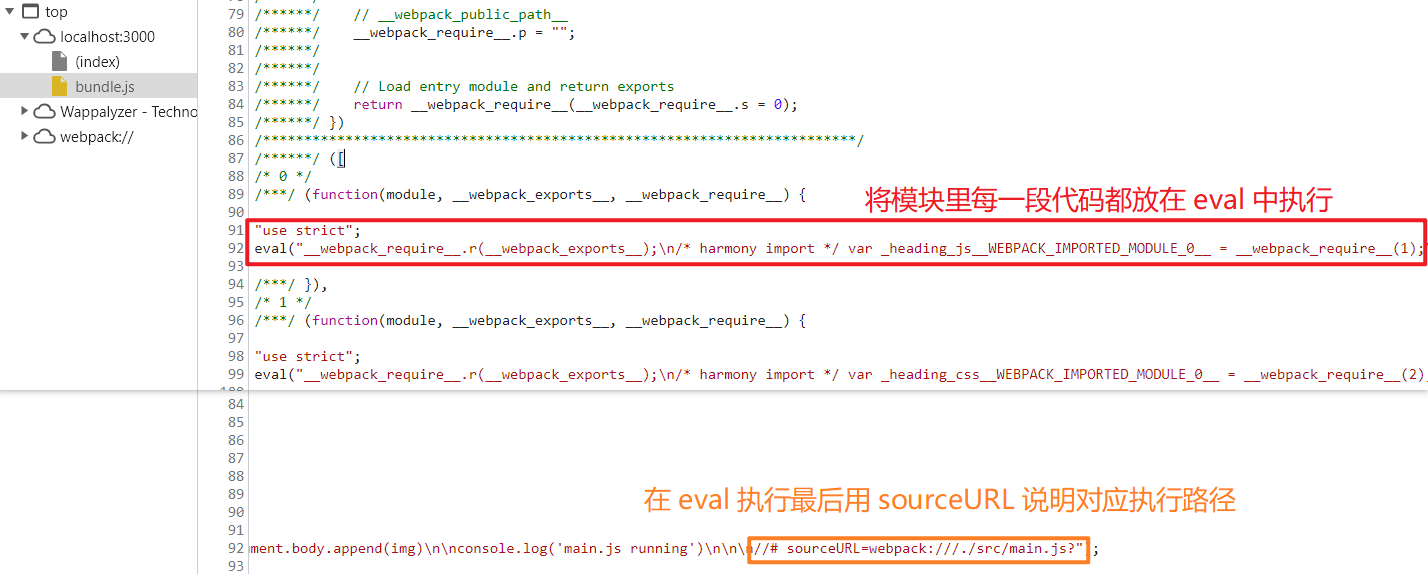 top
localhost:3000
(index)
bundle.js
Wappalyzer - Techno
webpack://
79 /******/ // __webpack_public_path__
80 /******/ __webpack_require__.p = "";
81 /******/
82 /******/
83 /******/ // Load entry module and return exports
84 /******/ return __webpack_require__(__webpack_require__.s = 0);
85 /******/ })
86 /************************************************************************/
87 /******/ ([
88 /* 0 */
89 /***/ (function(module, __webpack_exports__, __webpack_require__) {
将模块里每一段代码都放在 eval 中执行
90
91 "use strict";
92 eval("__webpack_require__.r(__webpack_exports__);\n/* harmony import */ var _heading_js__WEBPACK_IMPORTED_MODULE_0__ = __webpack_require__(1);
93
94 /***/ }),
95 /* 1 */
96 /***/ (function(module, __webpack_exports__, __webpack_require__) {
97
98 "use strict";
99 eval("__webpack_require__.r(__webpack_exports__);\n/* harmony import */ var _heading_css__WEBPACK_IMPORTED_MODULE_0__ = __webpack_require__(2)
84
85
86
87
88
89
在 eval 执行最后用 sourceURL 说明对应执行路径
90
91
92 ment.body.append(img)\n\nconsole.log('main.js running')\n\n\n//# sourceURL=webpack:///./src/main.js?");
93